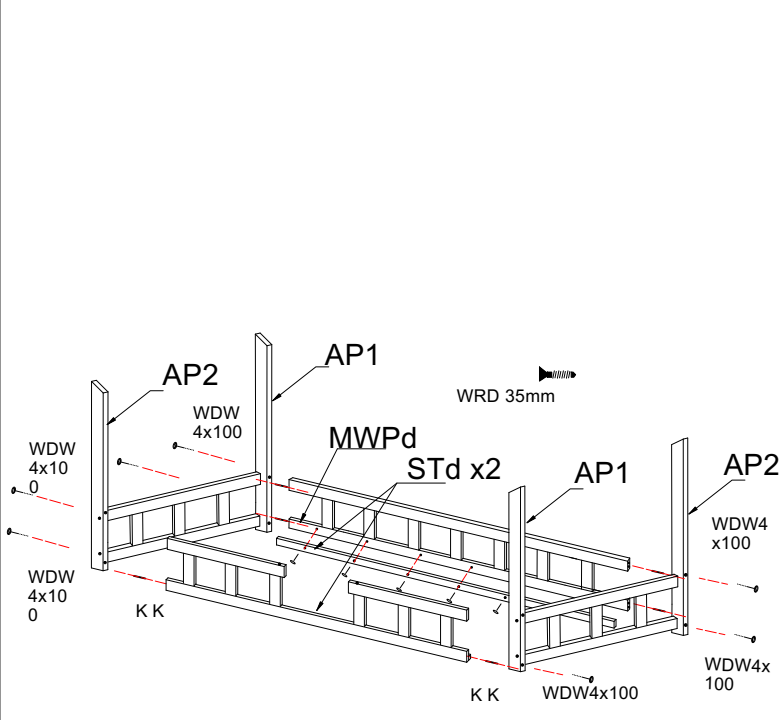 AP1
AP2
WRD 35mm
WDW
4x100
MWPd
WDW
4x10
0
STd x2
AP1
AP2
WDW4
x100
WDW
4x10
0
K K
WDW4x
100
K K
WDW4x100